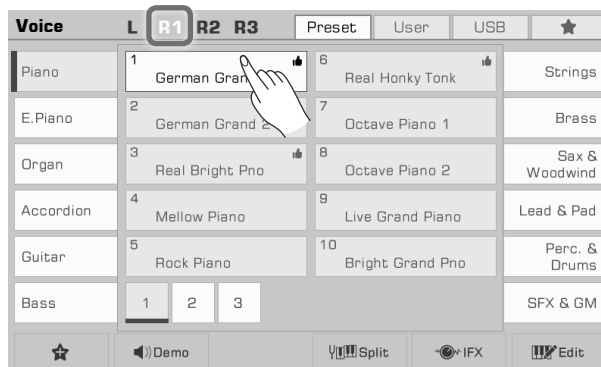 Voice L R1 R2 R3 Preset User USB
Piano
E.Piano
Organ
Accordion
Guitar
Bass
1 German Gran
2 German Grand 2
3 Real Bright Pno
4 Mellow Piano
5 Rock Piano
6 Real Honky Tonk
7 Octave Piano 1
8 Octave Piano 2
9 Live Grand Piano
10 Bright Grand Pno
1 2 3
Strings
Brass
Sax &
Woodwind
Lead & Pad
Perc. &
Drums
SFX & GM
Demo Split IFX Edit